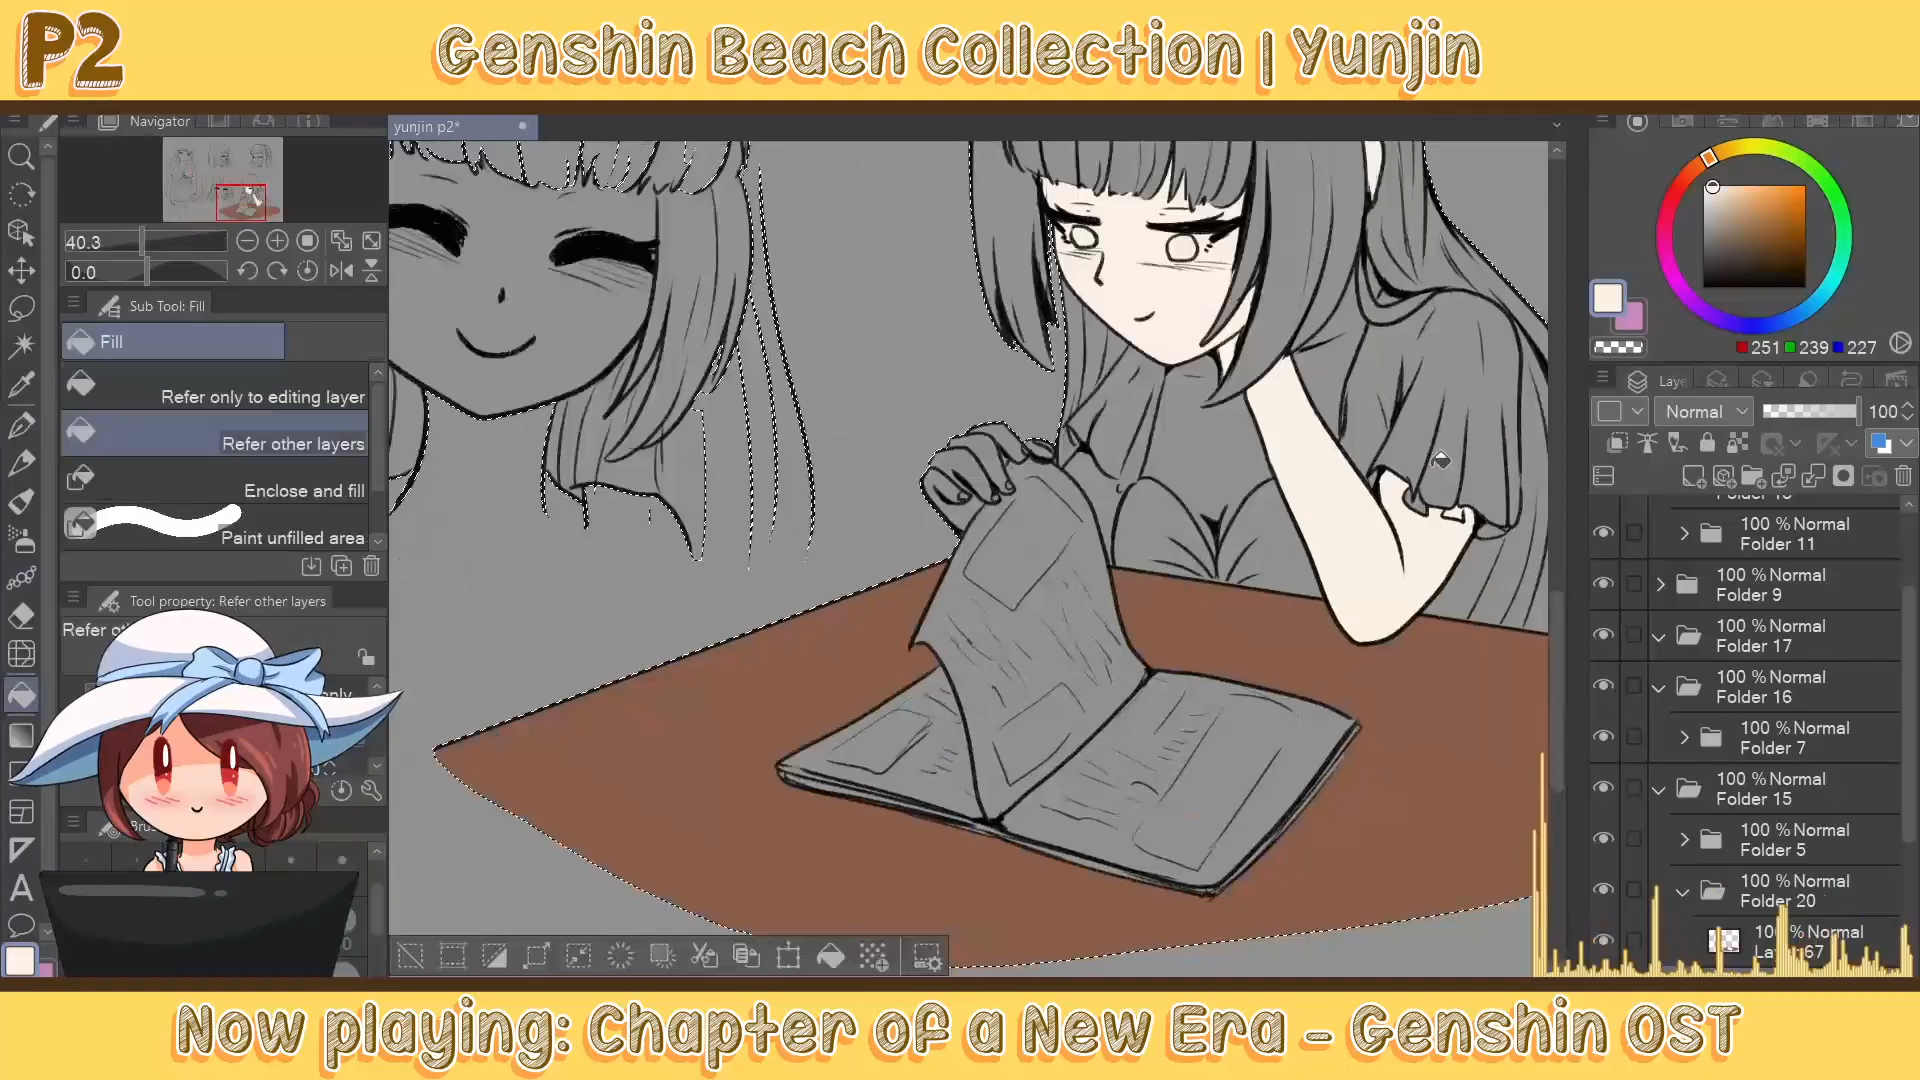 P2
Genshin Beach Collection | Yunjin
Navigator
yunjin p2*
40.3
0.0
Sub Tool: Fill
Fill
Refer only to editing layer
Refer other layers
Enclose and fill
Paint unfilled area
Tool property: Refer other layers
251 239 227
Normal 100
100 %Normal
Folder 11
100 %Normal
Folder 9
100 %Normal
Folder 17
100 %Normal
Folder 16
100 %Normal
Folder 7
100 %Normal
Folder 15
100 %Normal
Folder 5
100 %Normal
Folder 20
Now playing: Chapter of a New Era - Genshin OST